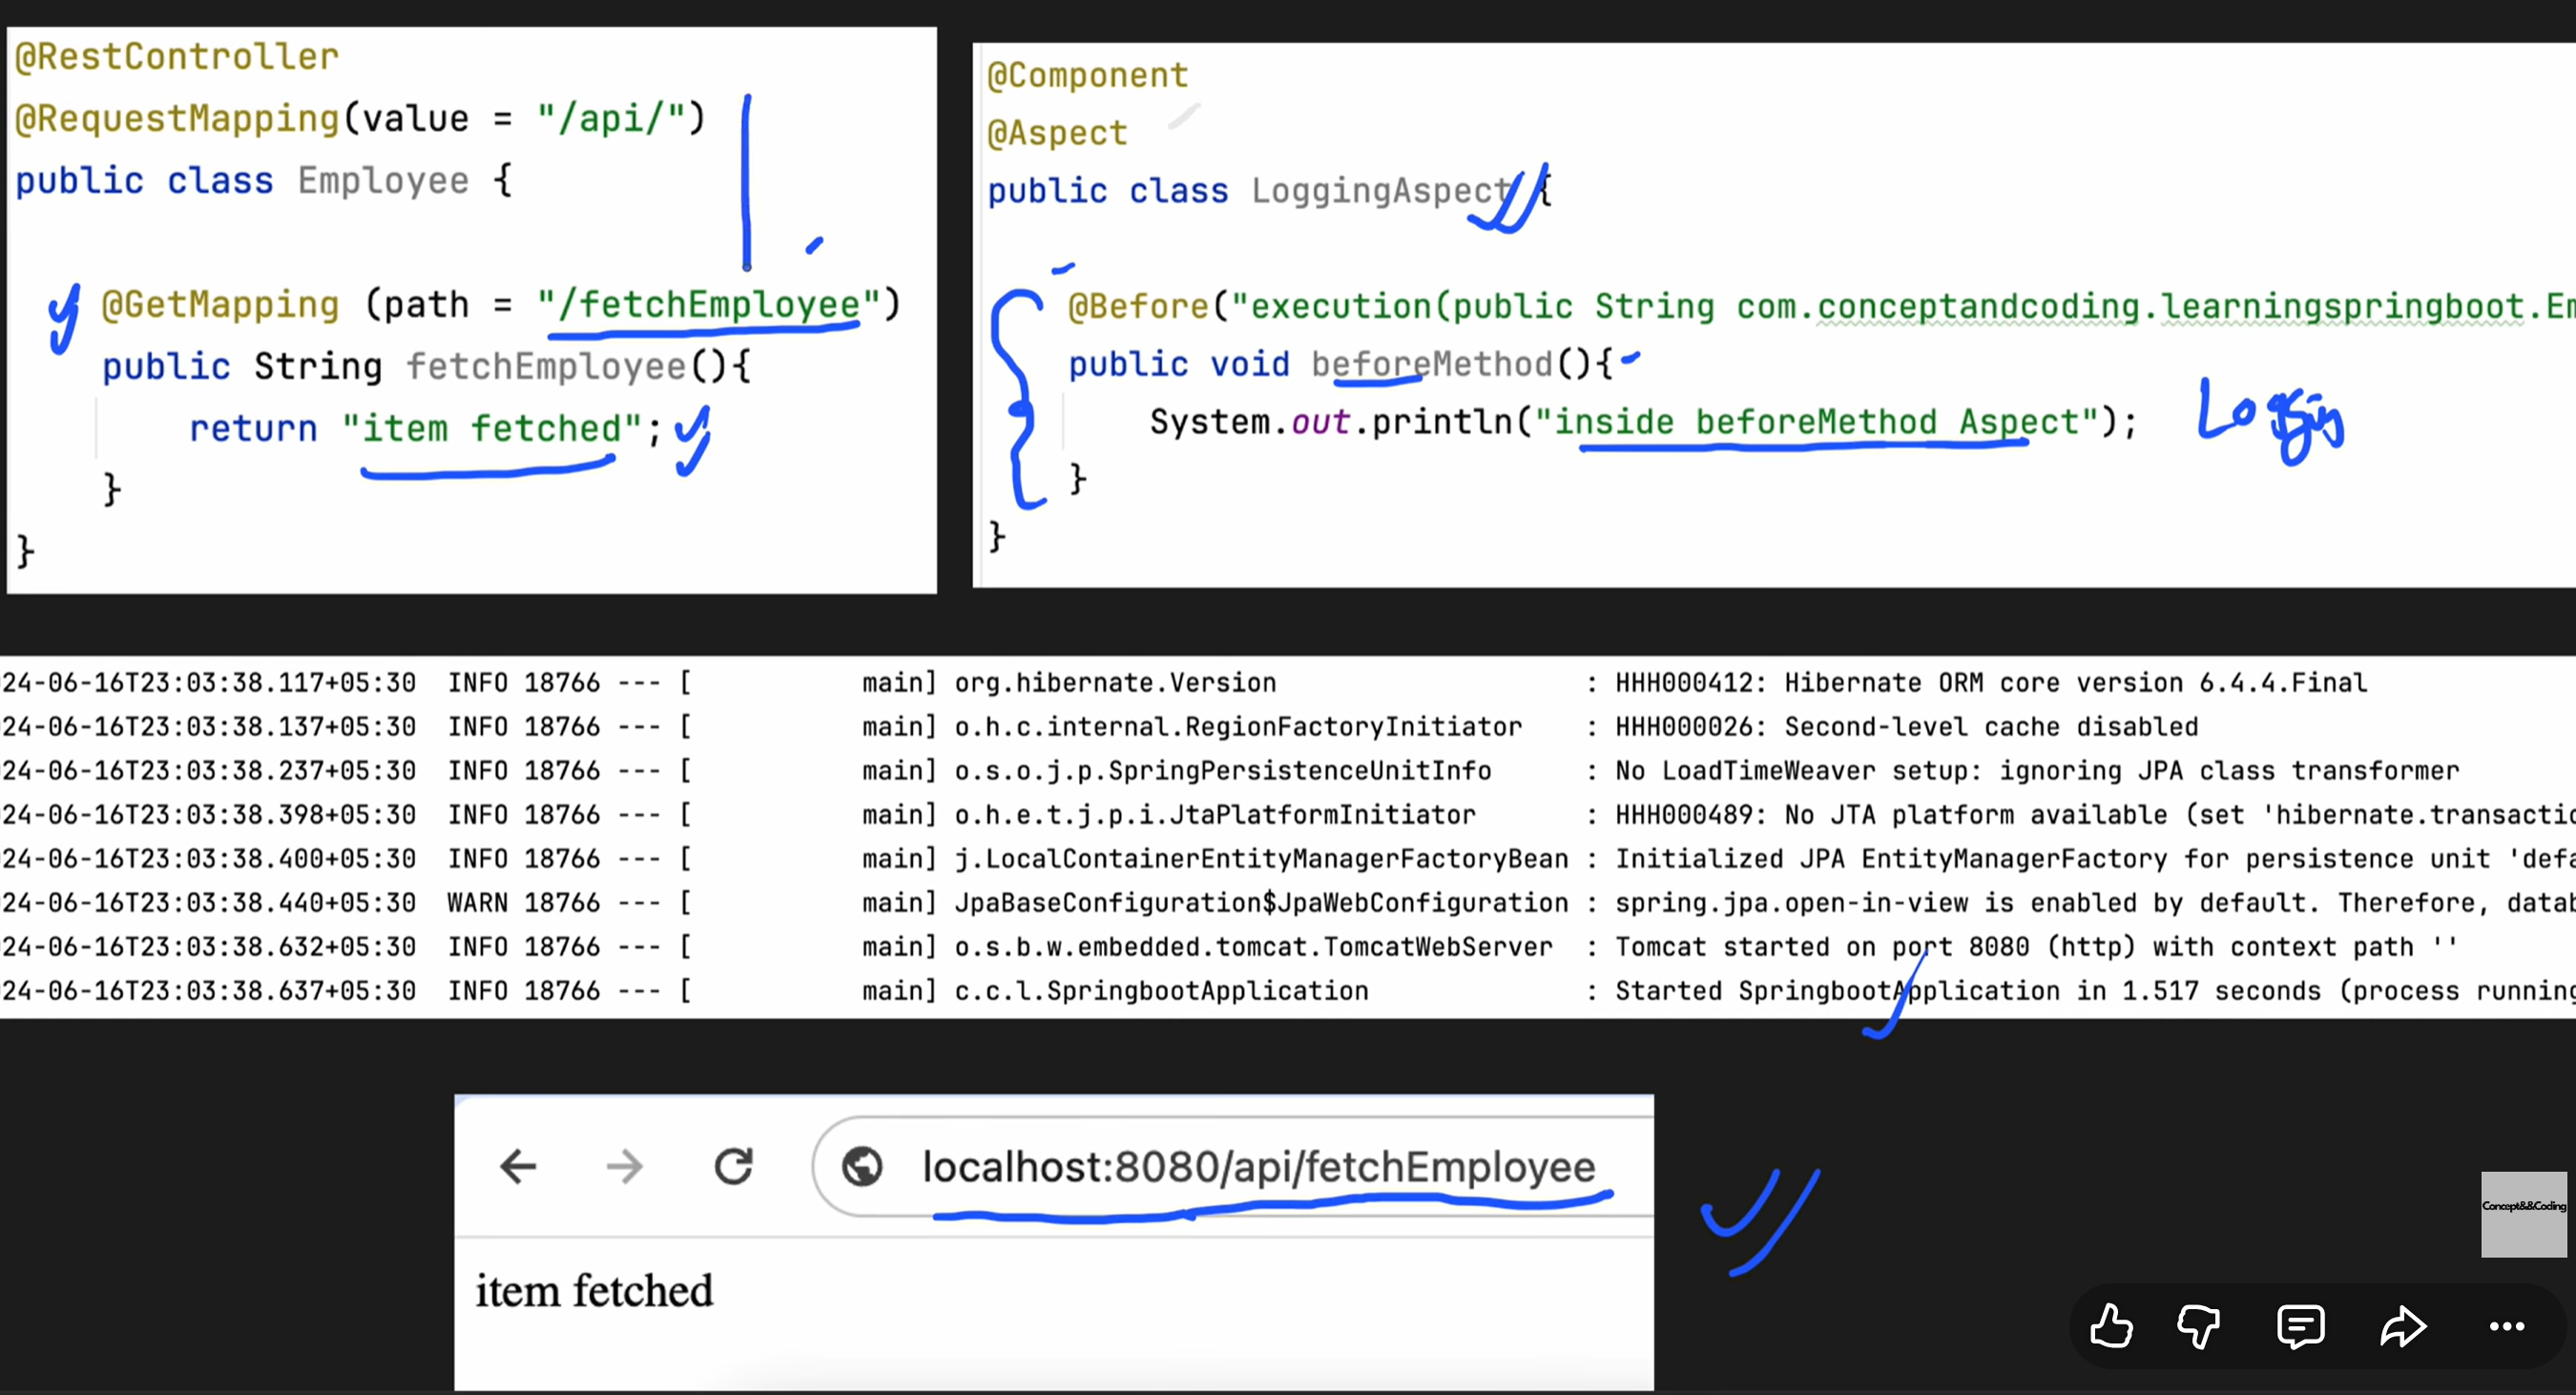 @RestController
@RequestMapping(value = "/api/")
public class Employee {
@GetMapping (path = "/fetchEmployee")
public String fetchEmployee(){
return "item fetched";
}
}
@Component
@Aspect
public class LoggingAspect {
@Before("execution(public String com.conceptandcoding.learningspringboot.Em
public void beforeMethod(){
System.out.println("inside beforeMethod Aspect");
}
}
Logging
24-06-16T23:03:38.117+05:30 INFO 18766 --- [ main] org.hibernate.Version : HHH000412: Hibernate ORM core version 6.4.4.Final
24-06-16T23:03:38.137+05:30 INFO 18766 --- [ main] o.h.c.internal.RegionFactoryInitiator : HHH000026: Second-level cache disabled
24-06-16T23:03:38.237+05:30 INFO 18766 --- [ main] o.s.o.j.p.SpringPersistenceUnitInfo : No LoadTimeWeaver setup: ignoring JPA class transformer
24-06-16T23:03:38.398+05:30 INFO 18766 --- [ main] o.h.e.t.j.p.i.JtaPlatformInitiator : HHH000489: No JTA platform available (set 'hibernate.transactio
24-06-16T23:03:38.400+05:30 INFO 18766 --- [ main] j.LocalContainerEntityManagerFactoryBean : Initialized JPA EntityManagerFactory for persistence unit 'defa
24-06-16T23:03:38.440+05:30 WARN 18766 --- [ main] JpaBaseConfiguration$JpaWebConfiguration : spring.jpa.open-in-view is enabled by default. Therefore, datab
24-06-16T23:03:38.632+05:30 INFO 18766 --- [ main] o.s.b.w.embedded.tomcat.TomcatWebServer : Tomcat started on port 8080 (http) with context path ''
24-06-16T23:03:38.637+05:30 INFO 18766 --- [ main] c.c.l.SpringbootApplication : Started SpringbootApplication in 1.517 seconds (process running
localhost:8080/api/fetchEmployee
item fetched
Concept&&Coding